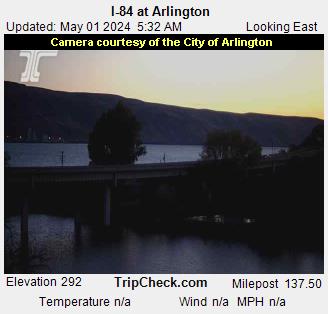 I-84 at Arlington
Updated: May 01 2024 5:32 AM Looking East
Camera courtesy of the City of Arlington
Elevation 292 TripCheck.com Milepost 137.50
Temperature n/a Wind n/a MPH n/a